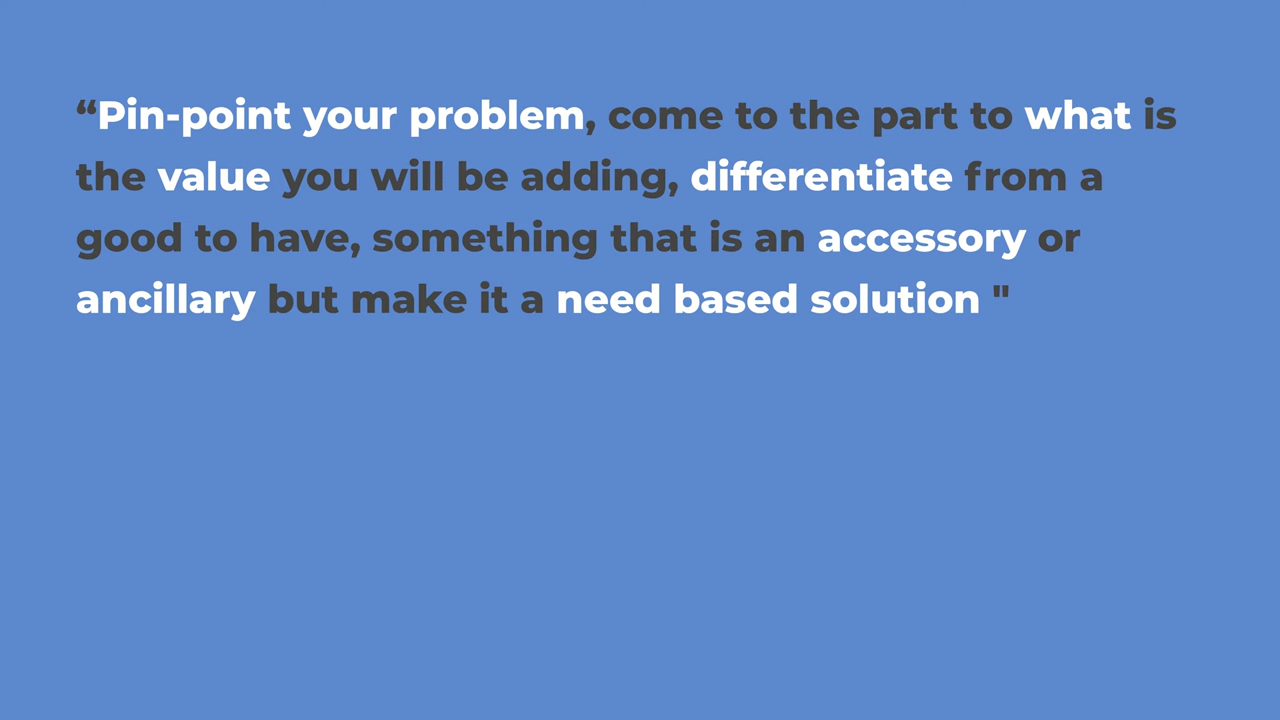 “Pin-point your problem, come to the part to what is
the value you will be adding, differentiate from a
good to have, something that is an accessory or
ancillary but make it a need based solution "